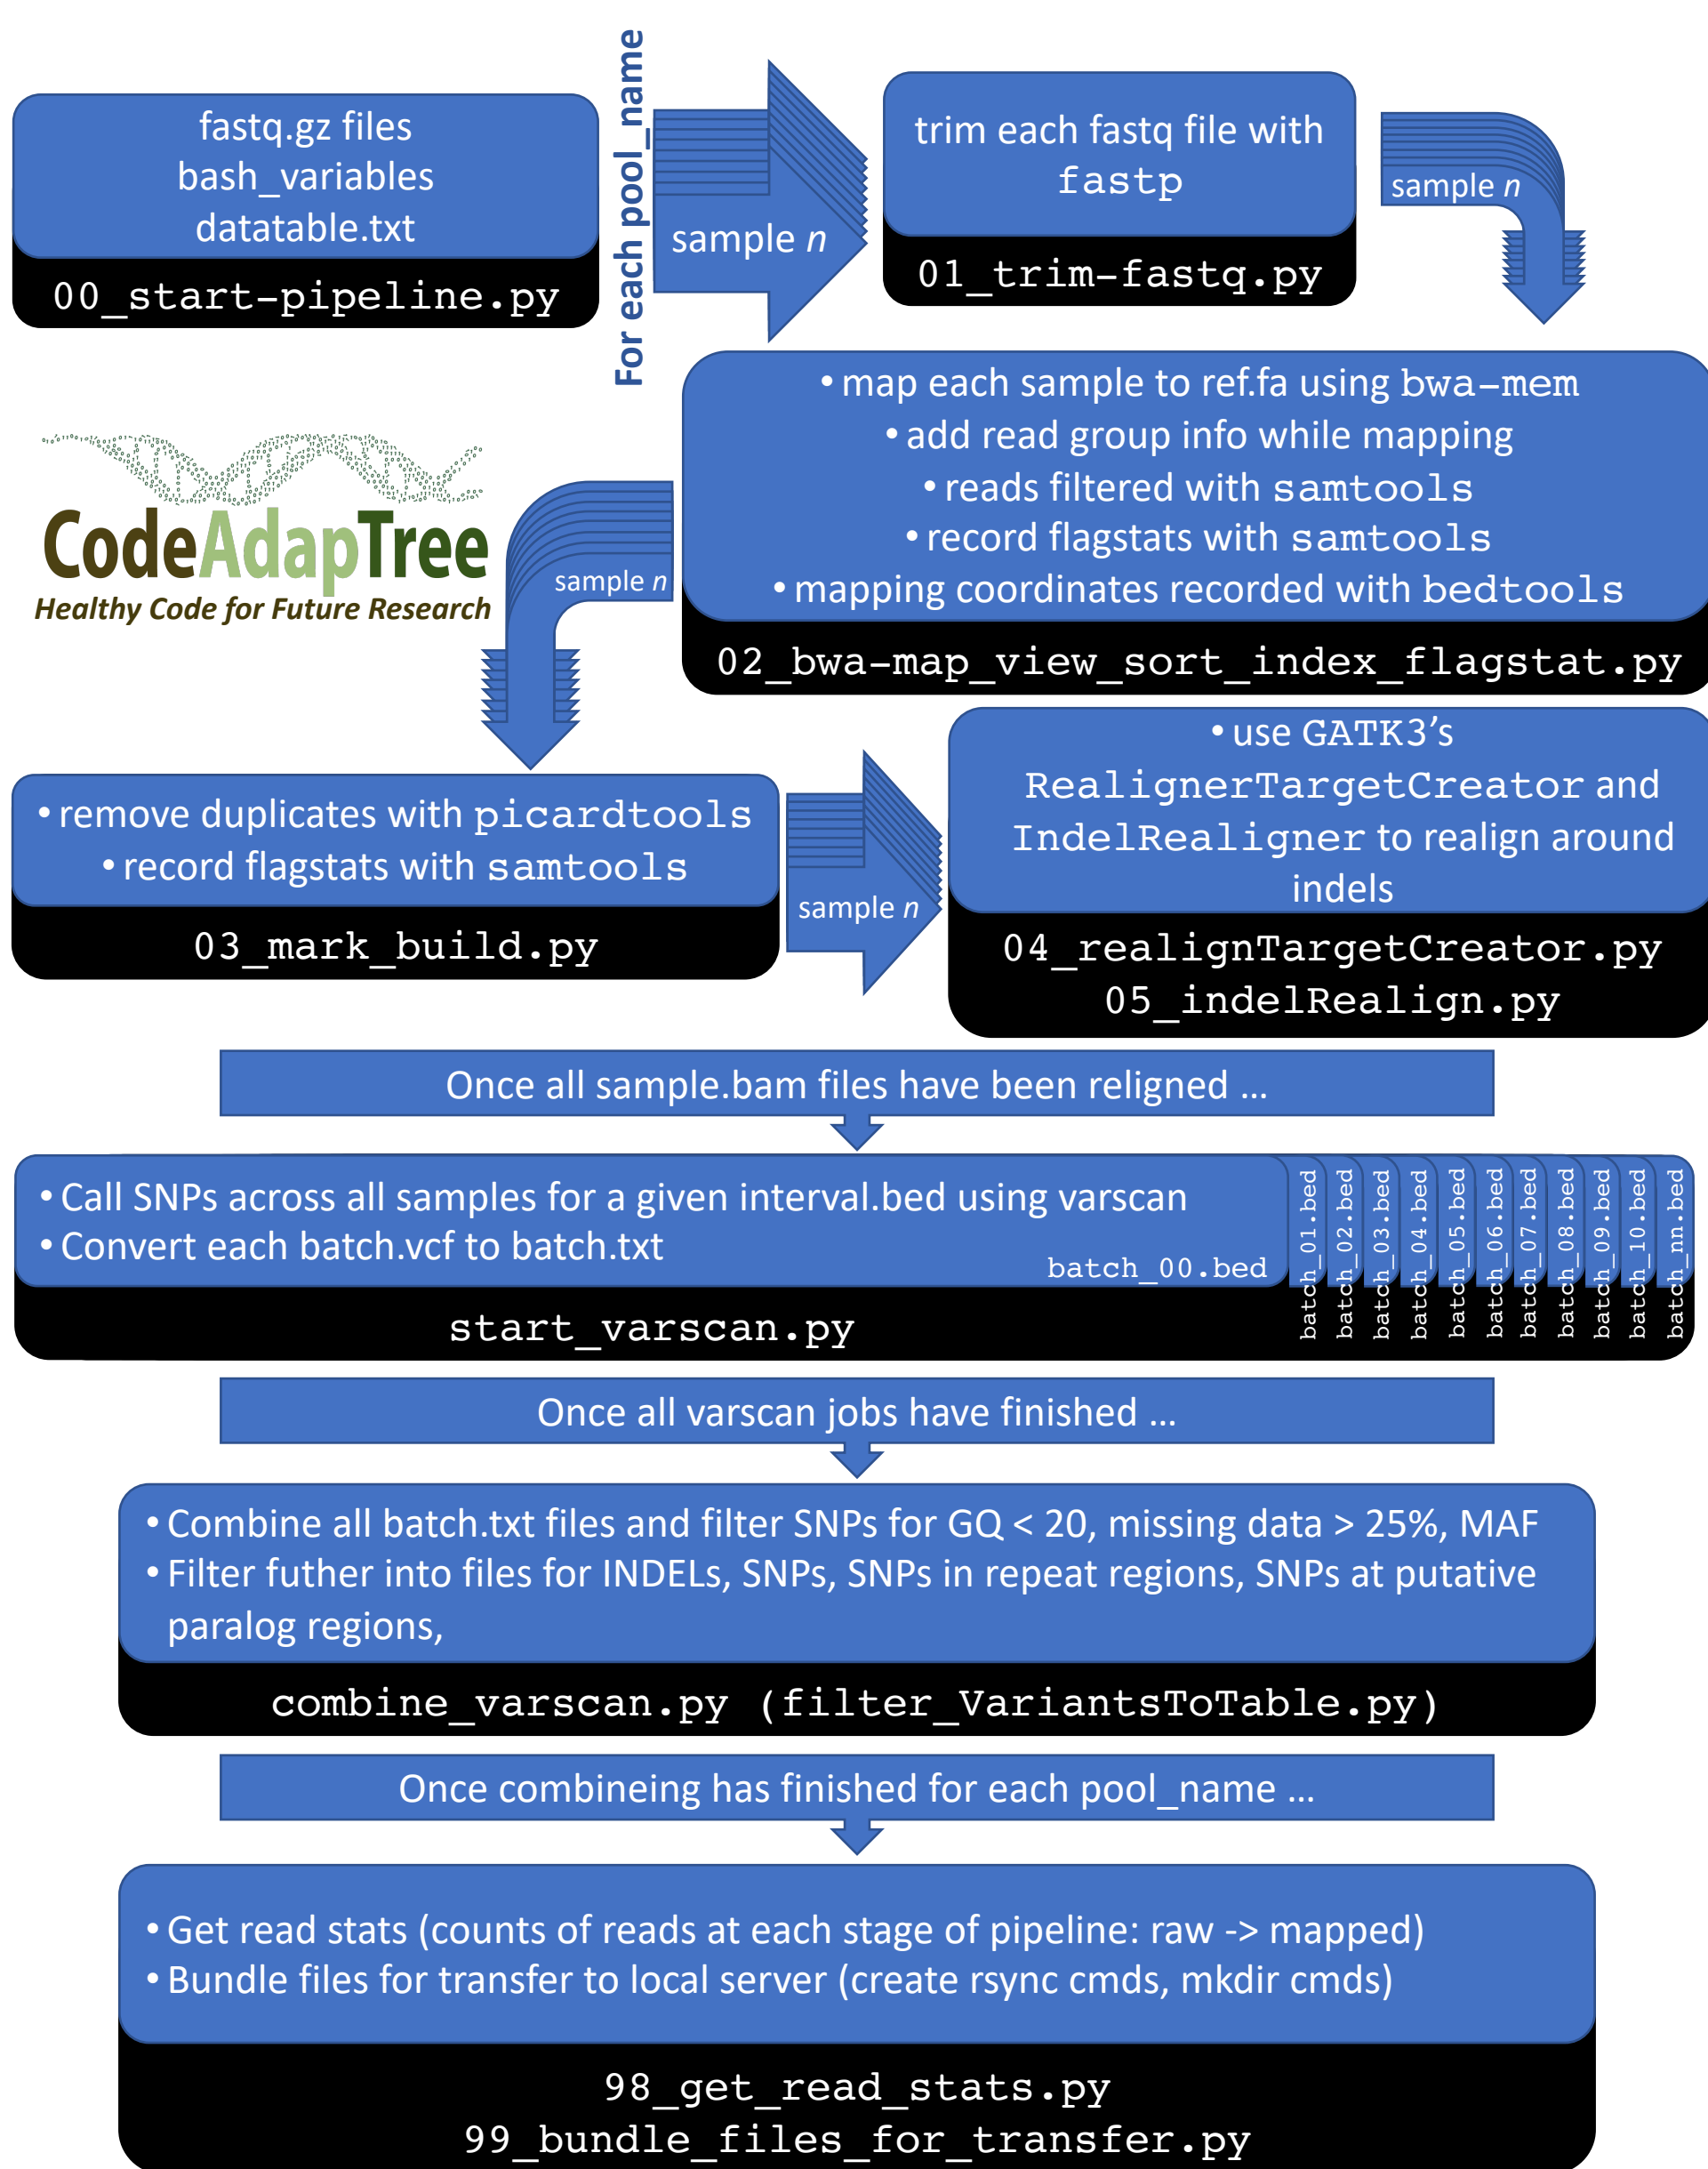 fastq.gz files
bash_variables
datatable.txt
00_start-pipeline.py
For each pool_name
sample n
trim each fastq file with
fastp
01_trim-fastq.py
sample n
• map each sample to ref.fa using bwa-mem
• add read group info while mapping
• reads filtered with samtools
• record flagstats with samtools
• mapping coordinates recorded with bedtools
02_bwa-map_view_sort_index_flagstat.py
CodeAdapTree
Healthy Code for Future Research
sample n
• remove duplicates with picardtools
• record flagstats with samtools
03_mark_build.py
sample n
• use GATK3’s
RealignerTargetCreator and
IndelRealigner to realign around
indels
04_realignTargetCreator.py
05_indelRealign.py
Once all sample.bam files have been religned …
• Call SNPs across all samples for a given interval.bed using varscan
• Convert each batch.vcf to batch.txt
batch_00.bed
batch_01.bed
batch_02.bed
batch_03.bed
batch_04.bed
batch_05.bed
batch_06.bed
batch_07.bed
batch_08.bed
batch_09.bed
batch_10.bed
batch_nn.bed
start_varscan.py
Once all varscan jobs have finished …
• Combine all batch.txt files and filter SNPs for GQ < 20, missing data > 25%, MAF
• Filter futher into files for INDELs, SNPs, SNPs in repeat regions, SNPs at putative
paralog regions,
combine_varscan.py (filter_VariantsToTable.py)
Once combineing has finished for each pool_name …
• Get read stats (counts of reads at each stage of pipeline: raw -> mapped)
• Bundle files for transfer to local server (create rsync cmds, mkdir cmds)
98_get_read_stats.py
99_bundle_files_for_transfer.py